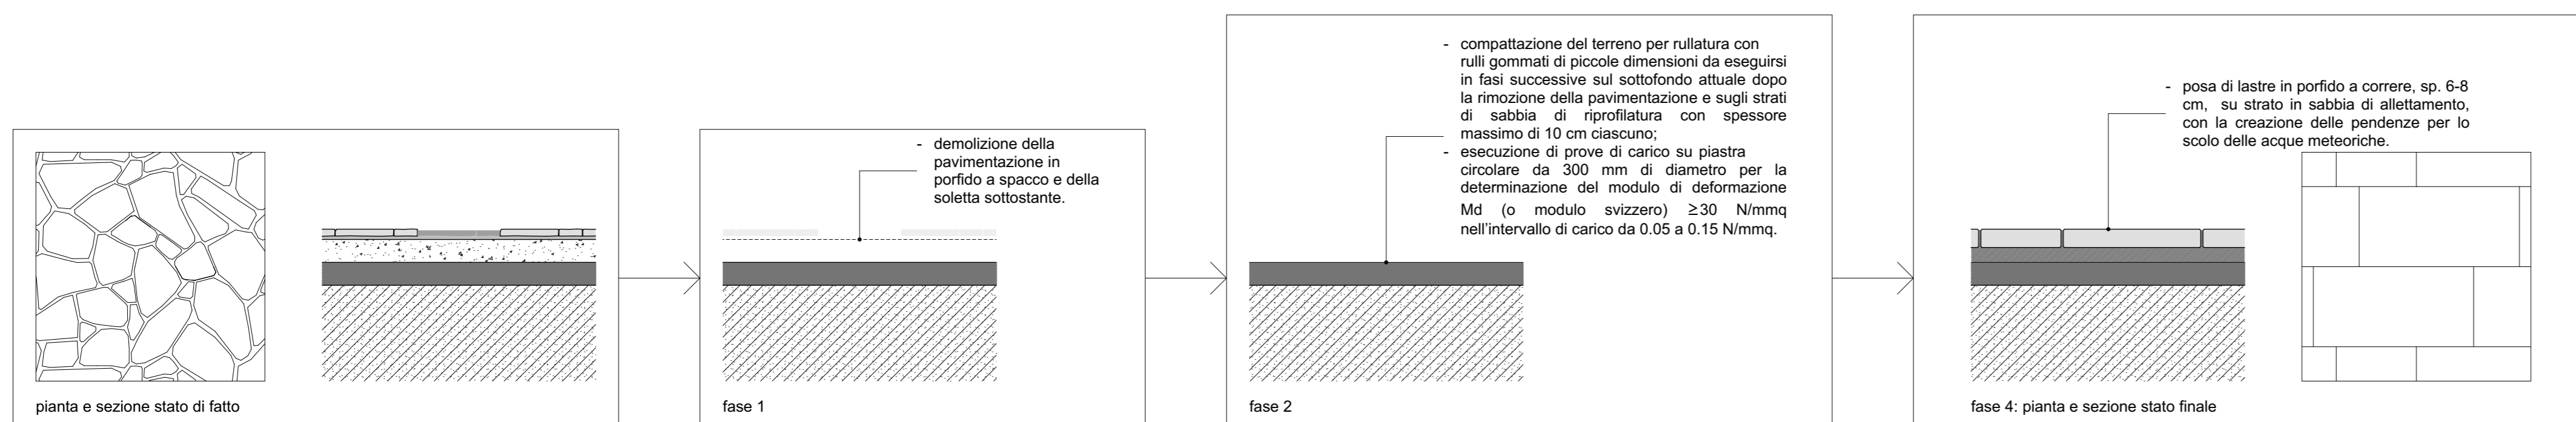 pianta e sezione stato di fatto
- demolizione della
pavimentazione in
porfido a spacco e della
soletta sottostante.
fase 1
- compattazione del terreno per rullatura con
rulli gommati di piccole dimensioni da eseguirsi
in fasi successive sul sottofondo attuale dopo
la rimozione della pavimentazione e sugli strati
di sabbia di riprofilatura con spessore
massimo di 10 cm ciascuno;
- esecuzione di prove di carico su piastra
circolare da 300 mm di diametro per la
determinazione del modulo di deformazione
Md (o modulo svizzero) ≥30 N/mmq
nell'intervallo di carico da 0.05 a 0.15 N/mmq.
fase 2
- posa di lastre in porfido a correre, sp. 6-8
cm, su strato in sabbia di allettamento,
con la creazione delle pendenze per lo
scolo delle acque meteoriche.
fase 4: pianta e sezione stato finale